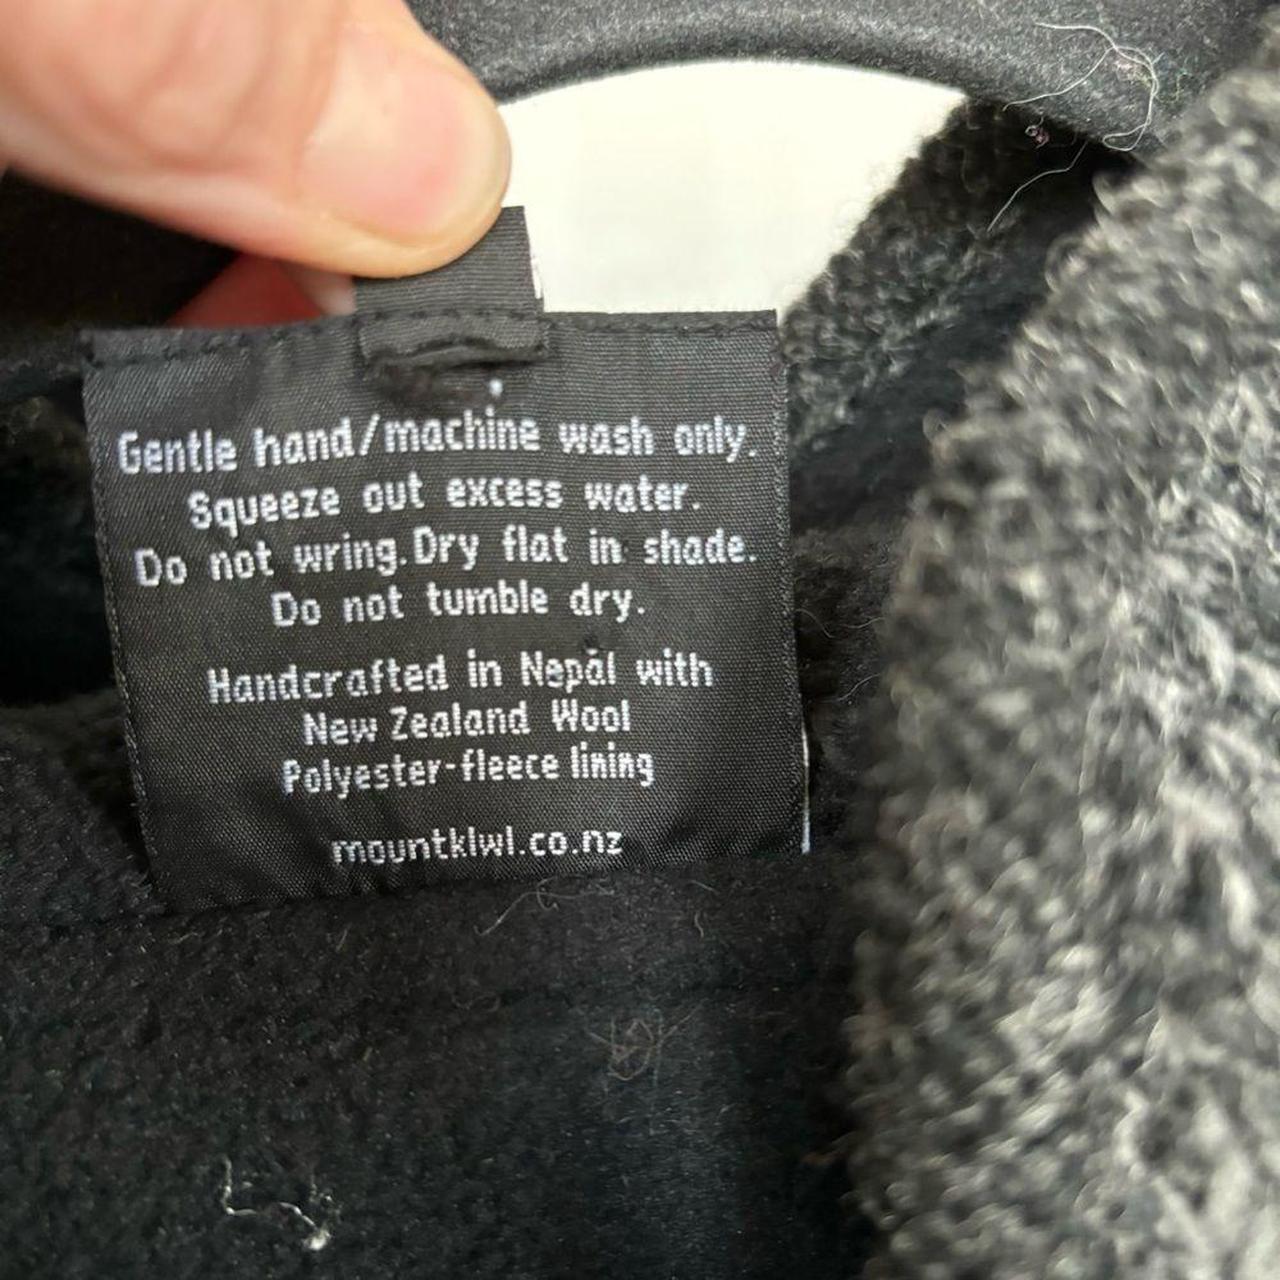 Gentle hand/machine wash only.
Squeeze out excess water.
Do not wring.Dry flat in shade.
Do not tumble dry.
Handcrafted in Nepal with
New Zealand Wool
Polyester-fleece lining
mountkiwi.co.nz